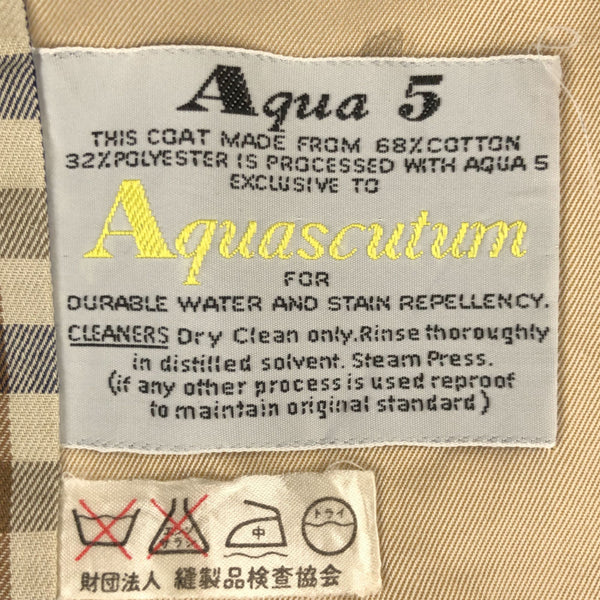 Aqua 5
THIS COAT MADE FROM 68%COTTON
32%POLYESTER IS PROCESSED WITH AQUA 5
EXCLUSIVE TO
Aquascutum
FOR
DURABLE WATER AND STAIN REPELLENCY.
CLEANERS Dry Clean only.Rinse thoroughly
in distilled solvent. Steam Press.
(if any other process is used reproof
to maintain original standard)
中 ドライ
財団法人 縫製品検査協会